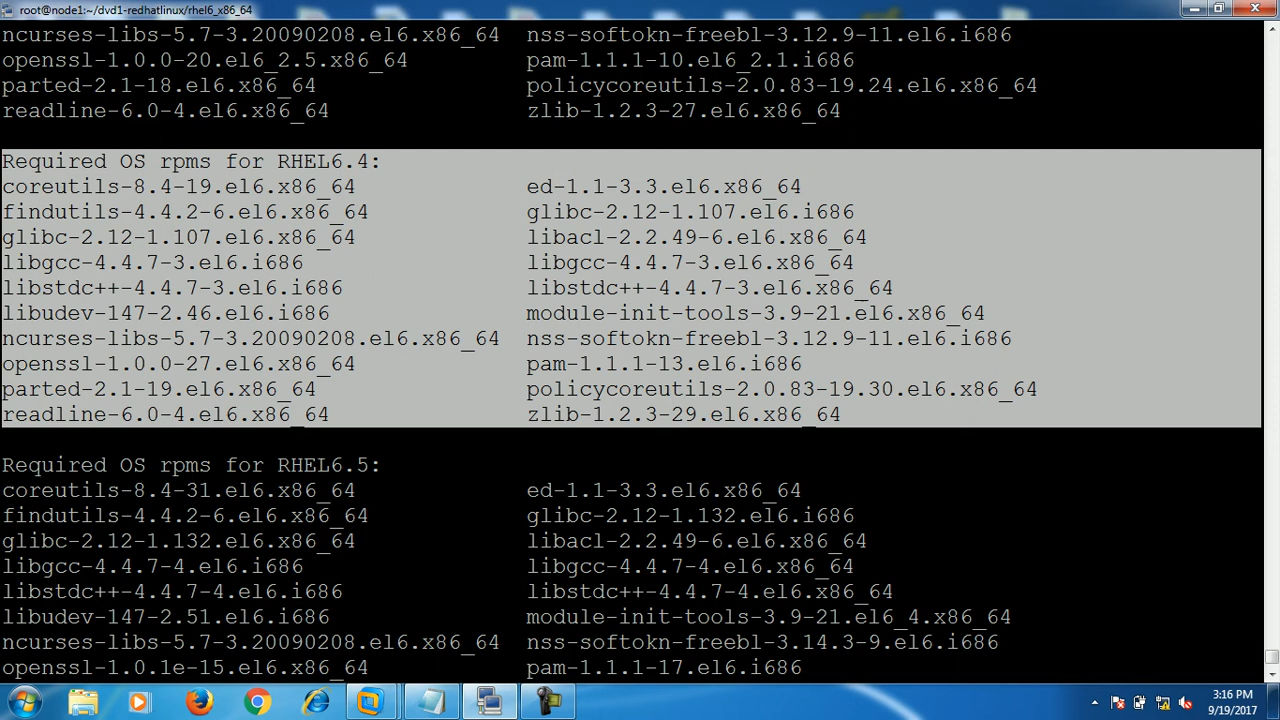 root@node1:~/dvd1-redhatlinux/rhel6_x86_64
ncurses-libs-5.7-3.20090208.el6.x86_64 nss-softokn-freebl-3.12.9-11.el6.i686
openssl-1.0.0-20.el6_2.5.x86_64 pam-1.1.1-10.el6_2.1.i686
parted-2.1-18.el6.x86_64 policycoreutils-2.0.83-19.24.el6.x86_64
readline-6.0-4.el6.x86_64 zlib-1.2.3-27.el6.x86_64
Required OS rpms for RHEL6.4:
coreutils-8.4-19.el6.x86_64 ed-1.1-3.3.el6.x86_64
findutils-4.4.2-6.el6.x86_64 glibc-2.12-1.107.el6.i686
glibc-2.12-1.107.el6.x86_64 libacl-2.2.49-6.el6.x86_64
libgcc-4.4.7-3.el6.i686 libgcc-4.4.7-3.el6.x86_64
libstdc++-4.4.7-3.el6.i686 libstdc++-4.4.7-3.el6.x86_64
libudev-147-2.46.el6.i686 module-init-tools-3.9-21.el6.x86_64
ncurses-libs-5.7-3.20090208.el6.x86_64 nss-softokn-freebl-3.12.9-11.el6.i686
openssl-1.0.0-27.el6.x86_64 pam-1.1.1-13.el6.i686
parted-2.1-19.el6.x86_64 policycoreutils-2.0.83-19.30.el6.x86_64
readline-6.0-4.el6.x86_64 zlib-1.2.3-29.el6.x86_64
Required OS rpms for RHEL6.5:
coreutils-8.4-31.el6.x86_64 ed-1.1-3.3.el6.x86_64
findutils-4.4.2-6.el6.x86_64 glibc-2.12-1.132.el6.i686
glibc-2.12-1.132.el6.x86_64 libacl-2.2.49-6.el6.x86_64
libgcc-4.4.7-4.el6.i686 libgcc-4.4.7-4.el6.x86_64
libstdc++-4.4.7-4.el6.i686 libstdc++-4.4.7-4.el6.x86_64
libudev-147-2.51.el6.i686 module-init-tools-3.9-21.el6_4.x86_64
ncurses-libs-5.7-3.20090208.el6.x86_64 nss-softokn-freebl-3.14.3-9.el6.i686
openssl-1.0.1e-15.el6.x86_64 pam-1.1.1-17.el6.i686
3:16 PM
9/19/2017